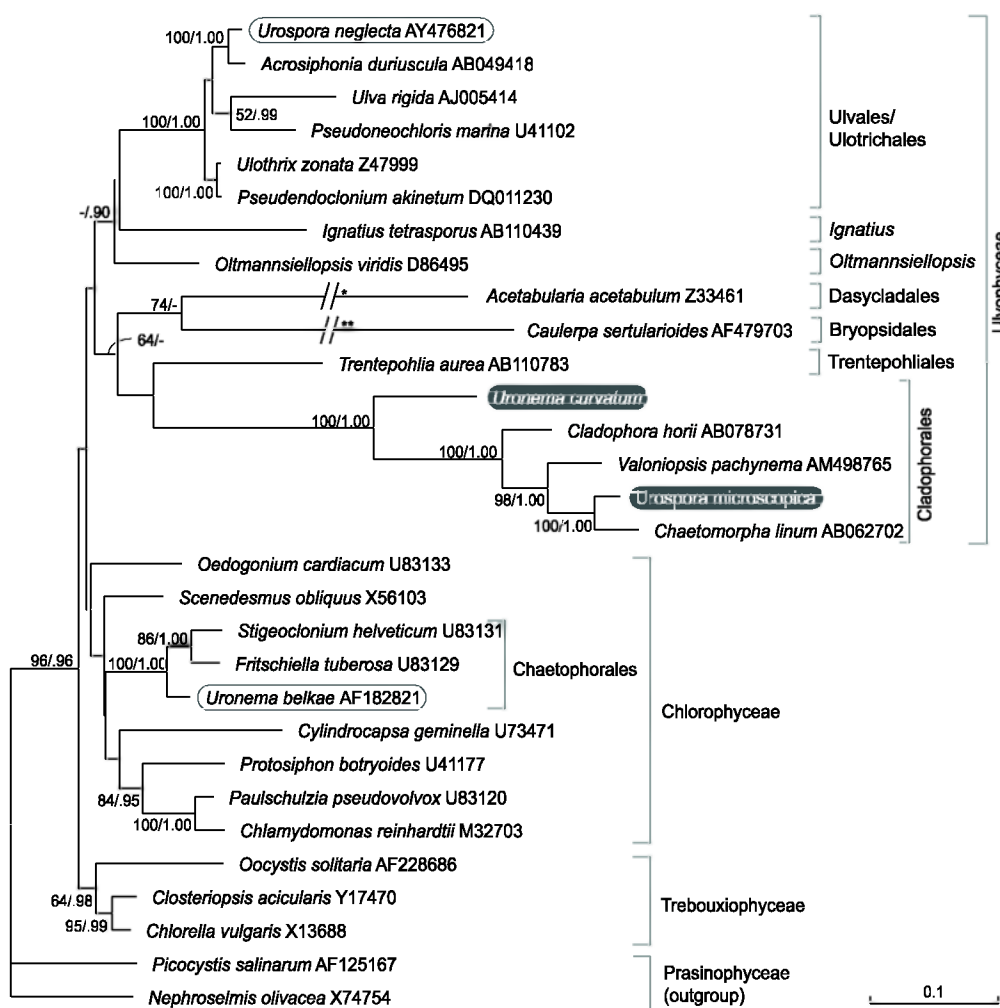 Urospora neglecta AY476821
100/1.00
Acrosiphonia duriuscula AB049418
Ulva rigida AJ005414
52/.99
100/1.00
Pseudoneochloris marina U41102
Ulvales/
Ulotrichales
Ulothrix zonata Z47999
100/1.00
Pseudendoclonium akinetum DQ011230
-/.90
Ignatius tetrasporus AB110439
Ignatius
Oltmannsiellopsis viridis D86495
Oltmannsiellopsis
74/-
*
Acetabularia acetabulum Z33461
Dasycladales
**
Caulerpa sertularioides AF479703
Bryopsidales
64/-
Trentepohlia aurea AB110783
Trentepohliales
Ulvophyceae
Uronema curvatum
100/1.00
Cladophora horii AB078731
100/1.00
Valoniopsis pachynema AM498765
98/1.00
Urospora microscopica
100/1.00
Chaetomorpha linum AB062702
Cladophorales
Oedogonium cardiacum U83133
Scenedesmus obliquus X56103
86/1.00
Stigeoclonium helveticum U83131
96/.96
100/1.00
Fritschiella tuberosa U83129
Chaetophorales
Uronema belkae AF182821
Chlorophyceae
Cylindrocapsa geminella U73471
Protosiphon botryoides U41177
84/.95
Paulschulzia pseudovolvox U83120
100/1.00
Chlamydomonas reinhardtii M32703
Oocystis solitaria AF228686
64/.98
Closteriopsis acicularis Y17470
Trebouxiophyceae
95/.99
Chlorella vulgaris X13688
Picocystis salinarum AF125167
Prasinophyceae
(outgroup)
Nephroselmis olivacea X74754
0.1